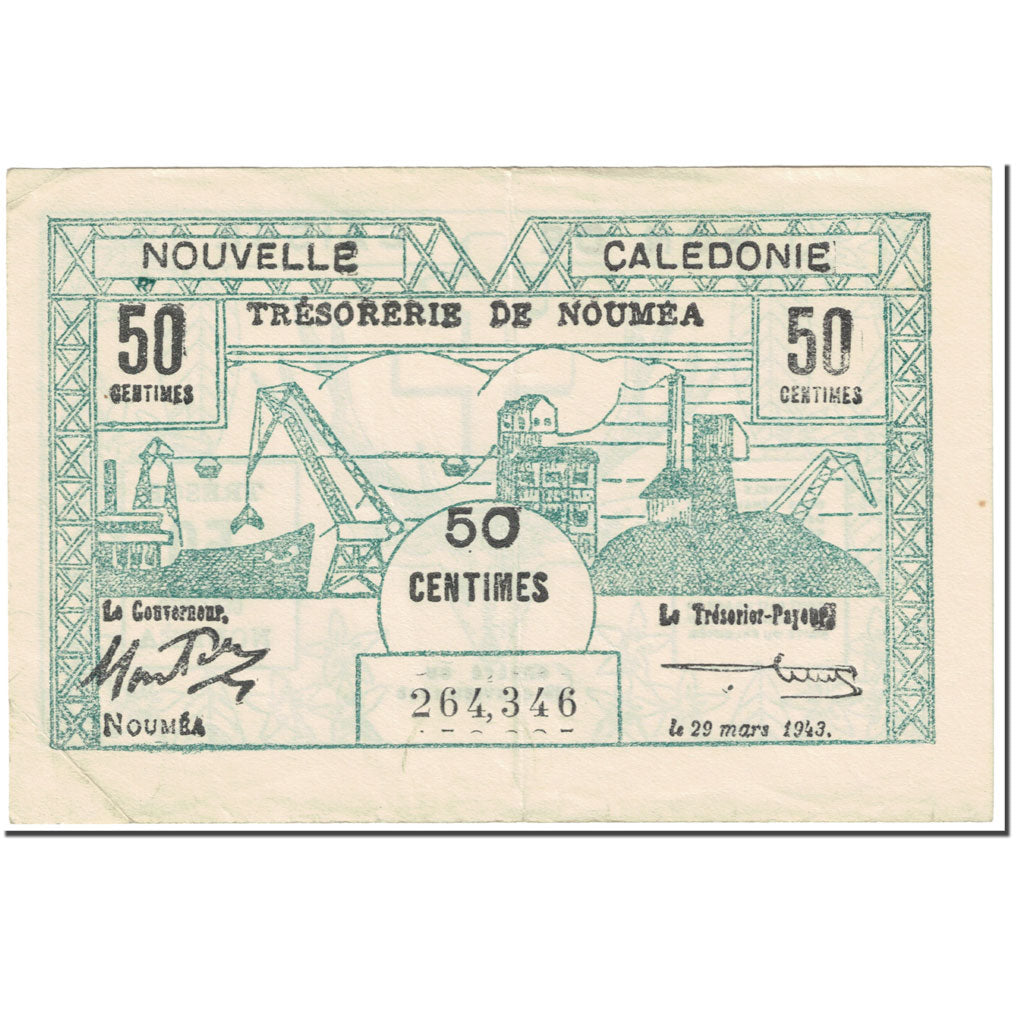 NOUVELLE CALEDONIE
TRÉSORERIE DE NOUMÉA
50
CENTIMES
50
CENTIMES
50
CENTIMES
Le Gouverneur,
Le Trésorier-Payeur
264,346
NOUMÉA
le 29 mars 1943.